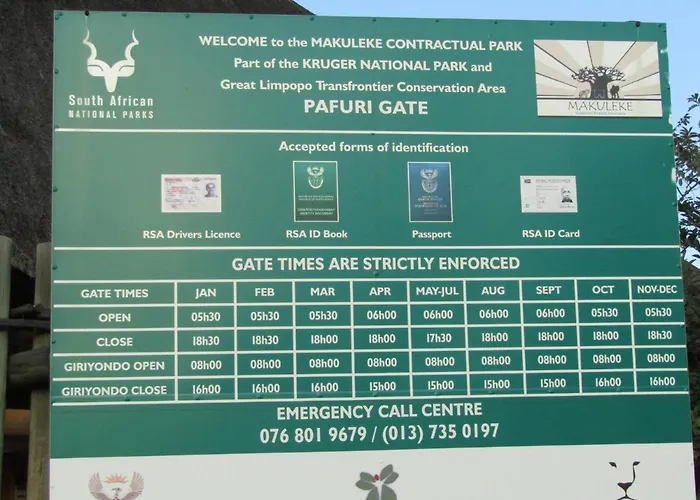 WELCOME to the MAKULEKE CONTRACTUAL PARK
Part of the KRUGER NATIONAL PARK and
Great Limpopo Transfrontier Conservation Area
PAFURI GATE
South African
NATIONAL PARKS
MAKULEKE
Accepted forms of identification
RSA Drivers Licence RSA ID Book Passport RSA ID Card
GATE TIMES ARE STRICTLY ENFORCED
GATE TIMES JAN FEB MAR APR MAY-JUL AUG SEPT OCT NOV-DEC
OPEN 05h30 05h30 05h30 06h00 06h00 06h00 06h00 05h30 05h30
CLOSE 18h30 18h30 18h00 18h00 17h30 18h00 18h00 18h00 18h30
GIRIYONDO OPEN 08h00 08h00 08h00 08h00 08h00 08h00 08h00 08h00 08h00
GIRIYONDO CLOSE 16h00 16h00 16h00 15h00 15h00 15h00 15h00 16h00 16h00
EMERGENCY CALL CENTRE
076 801 9679 / (013) 735 0197